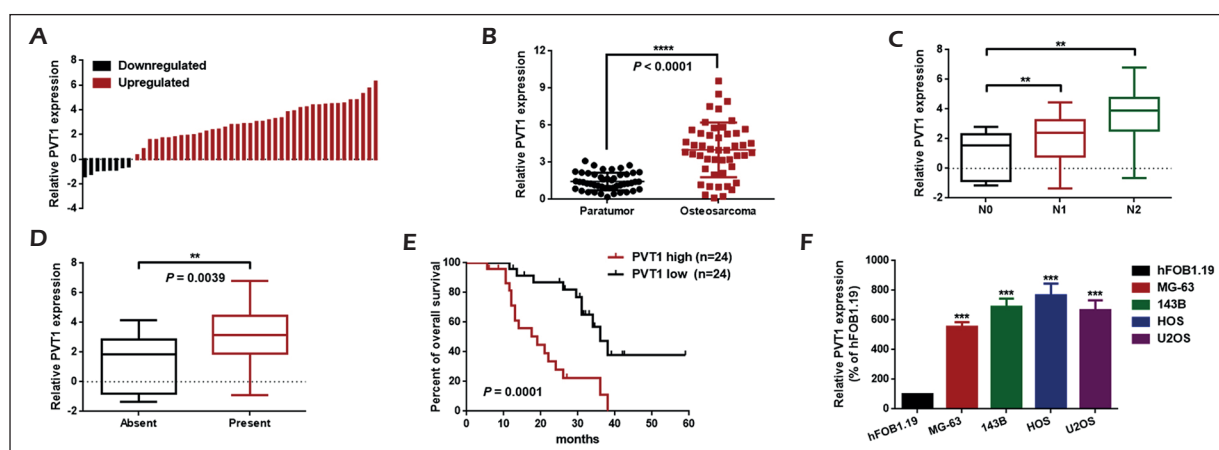 A
Relative PVT1 expression
8
6
4
2
0
-2
-4
Downregulated
Upregulated
B
Relative PVT1 expression
12
9
6
3
0
****
P < 0.0001
Paratumor Osteosarcoma
C
Relative PVT1 expression
8
6
4
2
0
-2
**
**
N0 N1 N2
D
Relative PVT1 expression
8
6
4
2
0
-2
**
P = 0.0039
Absent Present
E
Percent of overall survival
100
80
60
40
20
0
PVT1 high (n=24)
PVT1 low (n=24)
P = 0.0001
0 10 20 30 40 50 60
months
F
Relative PVT1 expression
(% of hFOB1.19)
1000
800
600
400
200
0
*** *** *** ***
hFOB1.19 MG-63 143B HOS U2OS
hFOB1.19
MG-63
143B
HOS
U2OS